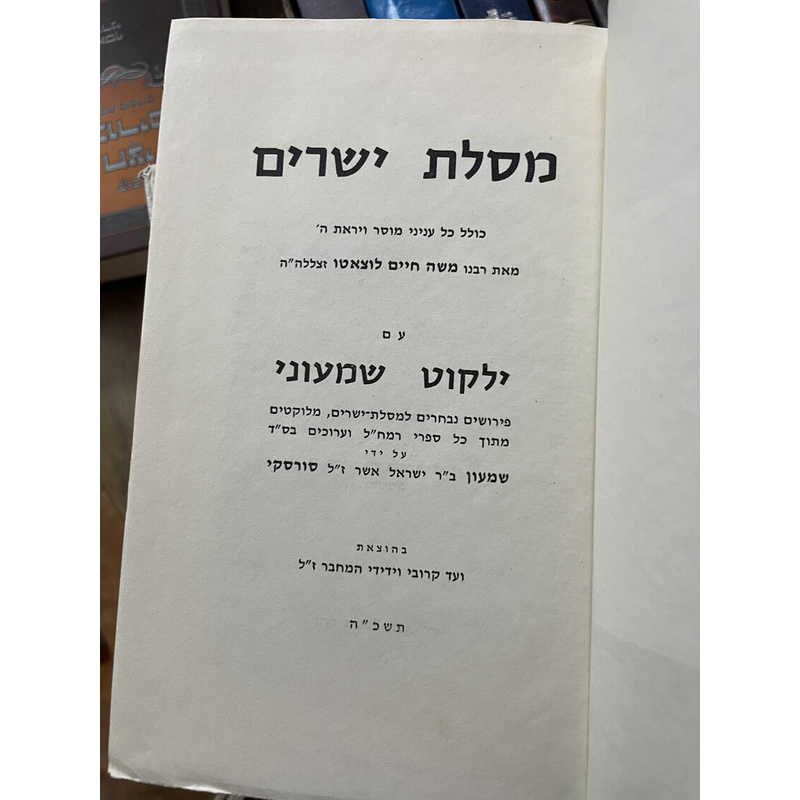 מסלת ישרים
כולל כל עניני מוסר ויראת ה׳
מאת רבנו משה חיים לוצאטו זצללה״ה
עם
ילקוט שמעוני
פירושים נבחרים למסלת־ישרים, מלוקטים
מתוך כל ספרי רמח״ל וערוכים בס״ד
על ידי
שמעון ב״ר ישראל אשר ז״ל סורסקי
בהוצאת
ועד קרובי וידידי המחבר ז״ל
תשכ״ה